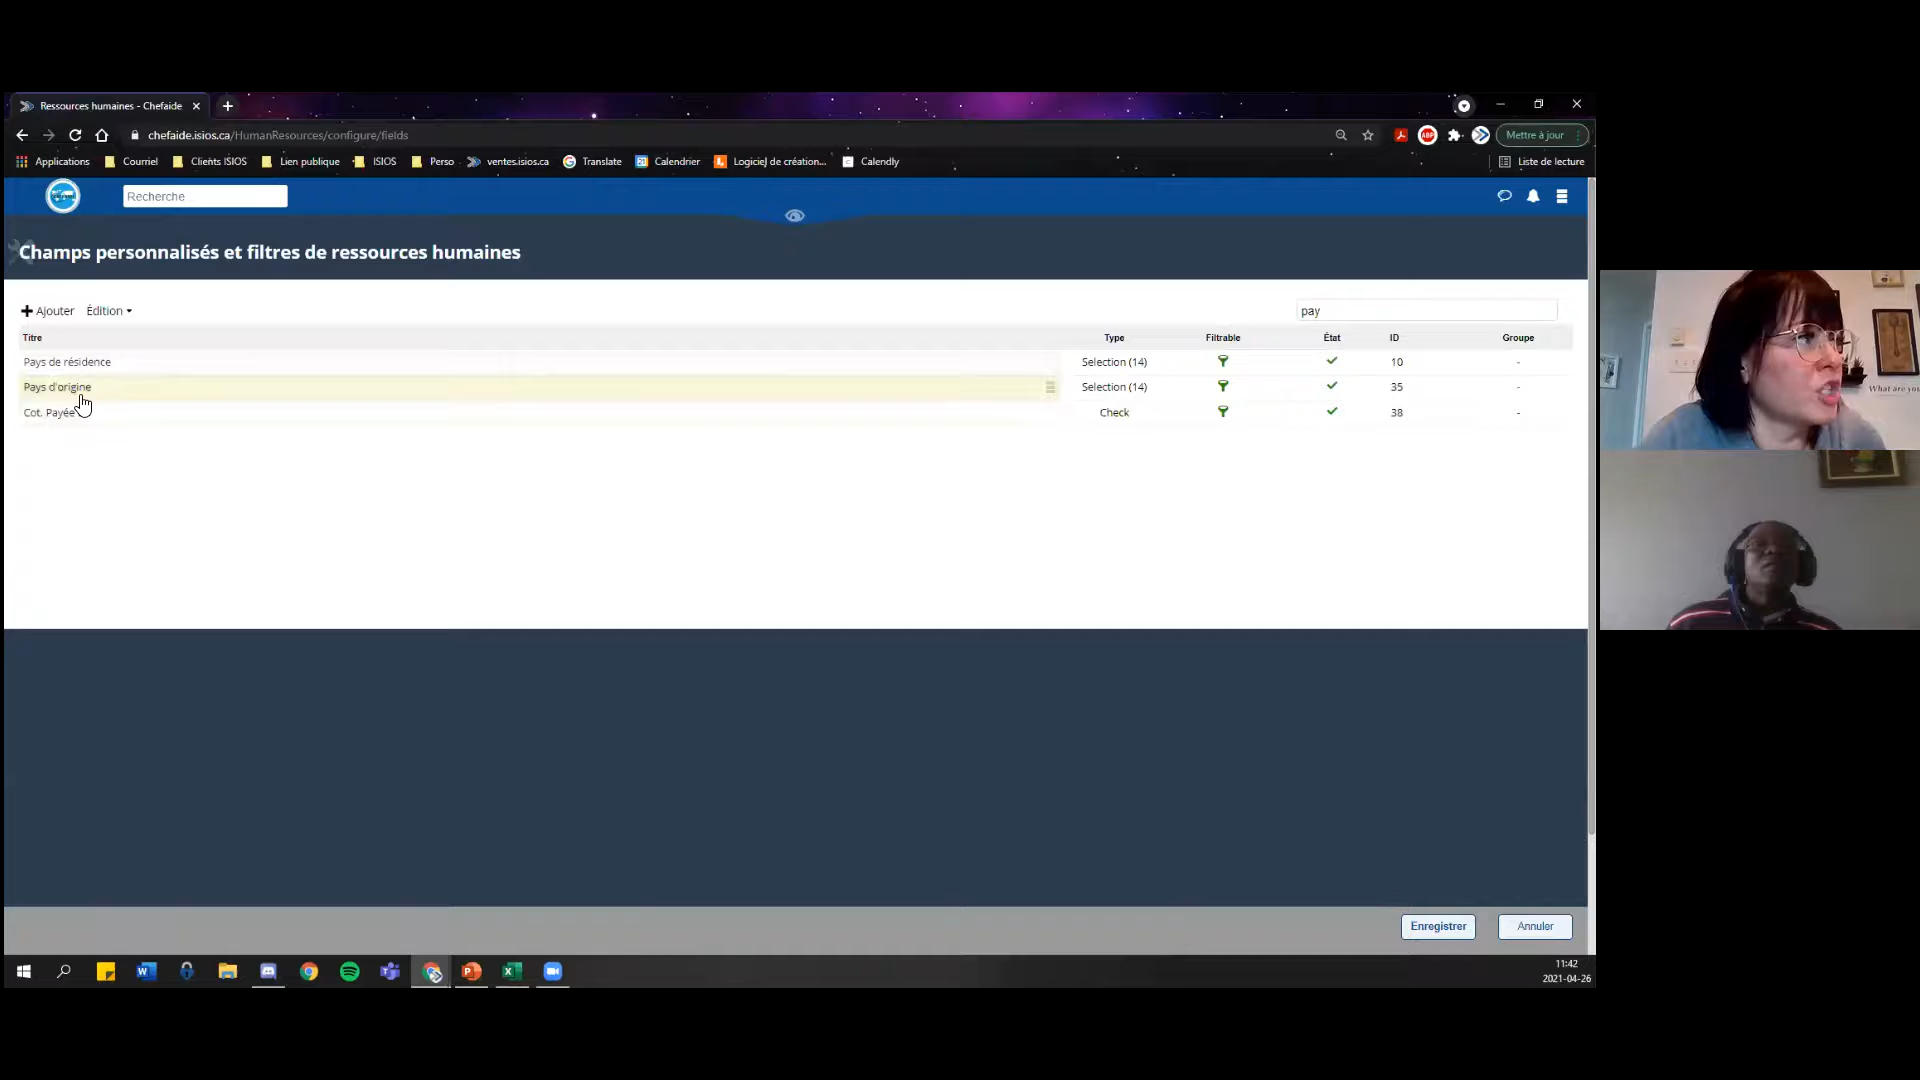 Ressources humaines - Chefaide
chefaide.isios.ca/HumanResources/configure/fields
Mettre à jour
Applications Courriel Clients ISIOS Lien publique ISIOS Perso ventes.isios.ca Translate Calendrier Logiciel de création... Calendly Liste de lecture
Recherche
Champs personnalisés et filtres de ressources humaines
Ajouter Édition pay
Titre Type Filtrable État ID Groupe
Pays de résidence Selection (14) 10 -
Pays d'origine Selection (14) 35 -
Cot. Payée Check 38 -
Enregistrer Annuler
11:42
2021-04-26
What are you